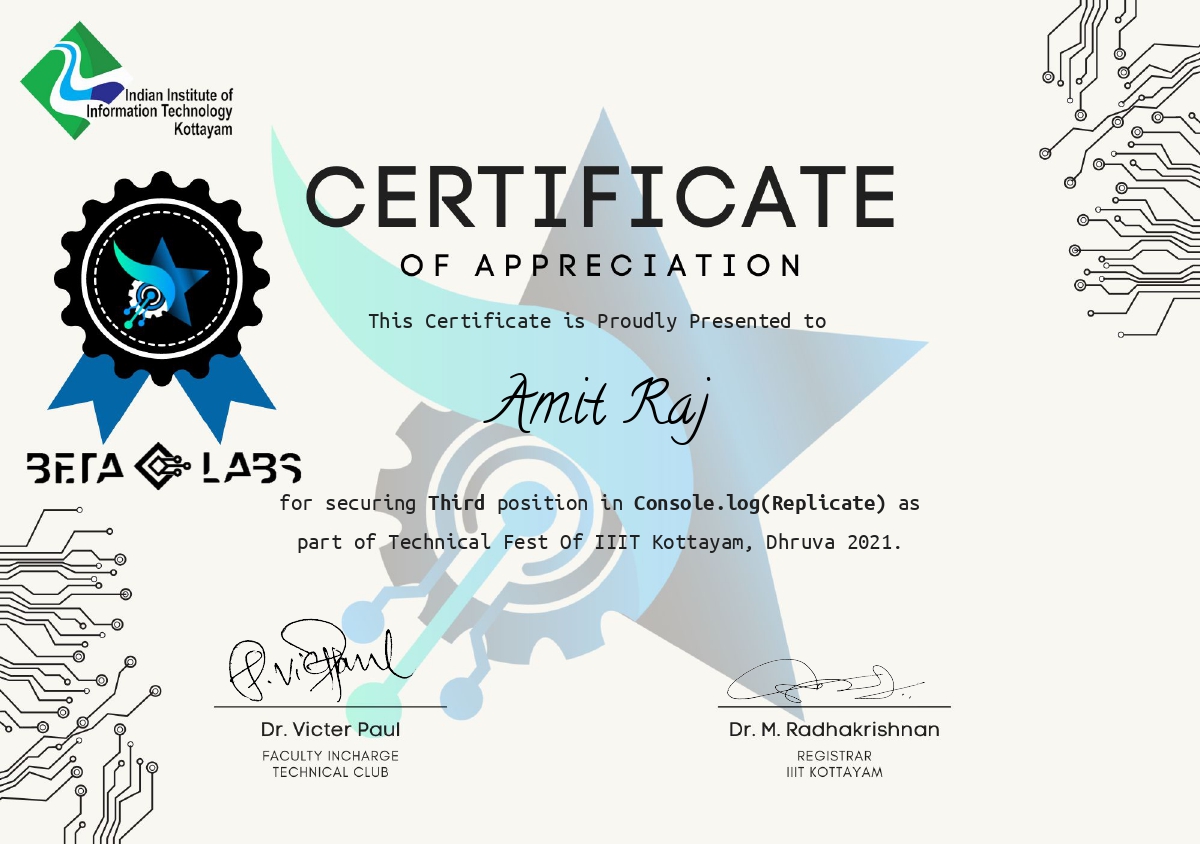 Indian Institute of
Information Technology
Kottayam
CERTIFICATE
OF APPRECIATION
This Certificate is Proudly Presented to
Amit Raj
BETA LABS
for securing Third position in Console.log(Replicate) as
part of Technical Fest Of IIIT Kottayam, Dhruva 2021.
P. Victer Paul
Dr. Victer Paul
FACULTY INCHARGE
TECHNICAL CLUB
Dr. M. Radhakrishnan
REGISTRAR
IIIT KOTTAYAM